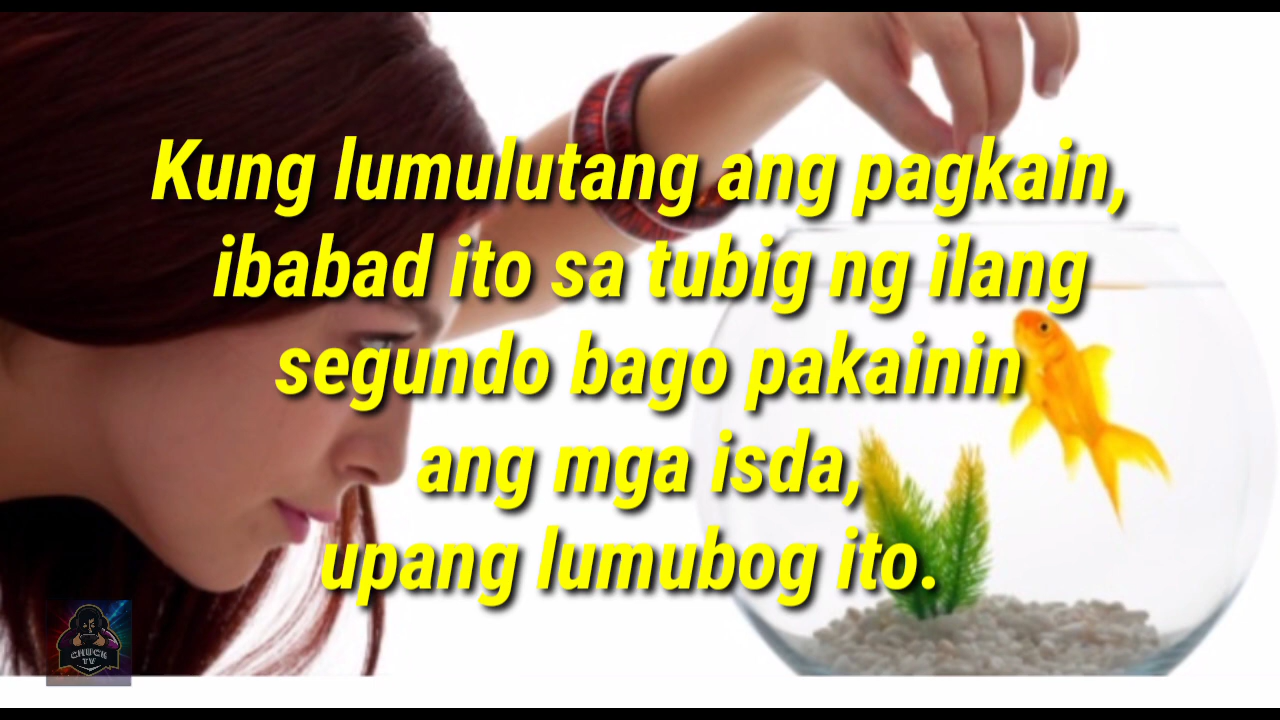 Kung lumulutang ang pagkain,
ibabad ito sa tubig ng ilang
segundo bago pakainin
ang mga isda,
upang lumubog ito.
CHUCK
TV